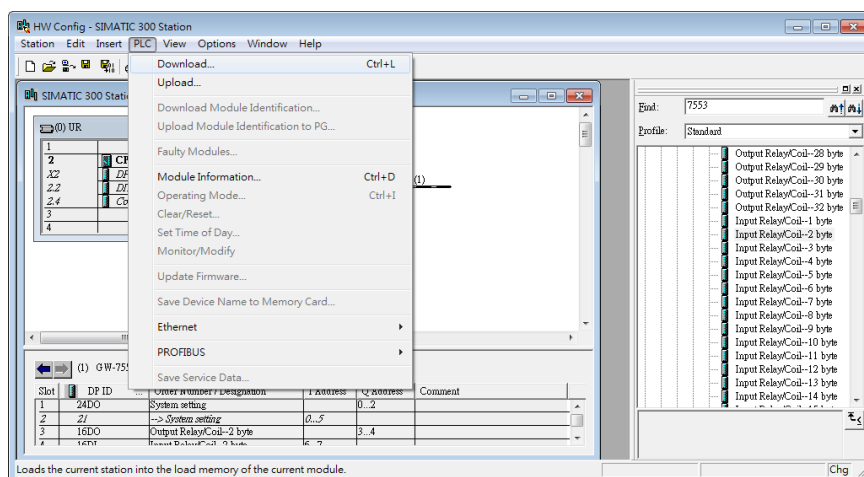 HW Config - SIMATIC 300 Station
Station Edit Insert PLC View Options Window Help
Download... Ctrl+L
Upload...
Download Module Identification...
Upload Module Identification to PG...
Faulty Modules...
Module Information... Ctrl+D
Operating Mode... Ctrl+I
Clear/Reset...
Set Time of Day...
Monitor/Modify
Update Firmware...
Save Device Name to Memory Card...
Ethernet
PROFIBUS
Save Service Data...
SIMATIC 300
(0) UR
1
2
X2
2.2
2.4
3
4
(1)
(1) GW-755
Slot DP ID ... Order Number / Designation I Address Q Address Comment
1 24DO System setting 0...2
2 21 --> System setting 0...5
3 16DO Output Relay/Coil--2 byte 3...4
4 16DI Input Relay/Coil--2 byte 6...7
Find: 7553
Profile: Standard
Output Relay/Coil--28 byte
Output Relay/Coil--29 byte
Output Relay/Coil--30 byte
Output Relay/Coil--31 byte
Output Relay/Coil--32 byte
Input Relay/Coil--1 byte
Input Relay/Coil--2 byte
Input Relay/Coil--3 byte
Input Relay/Coil--4 byte
Input Relay/Coil--5 byte
Input Relay/Coil--6 byte
Input Relay/Coil--7 byte
Input Relay/Coil--8 byte
Input Relay/Coil--9 byte
Input Relay/Coil--10 byte
Input Relay/Coil--11 byte
Input Relay/Coil--12 byte
Input Relay/Coil--13 byte
Input Relay/Coil--14 byte
Loads the current station into the load memory of the current module.
Chg